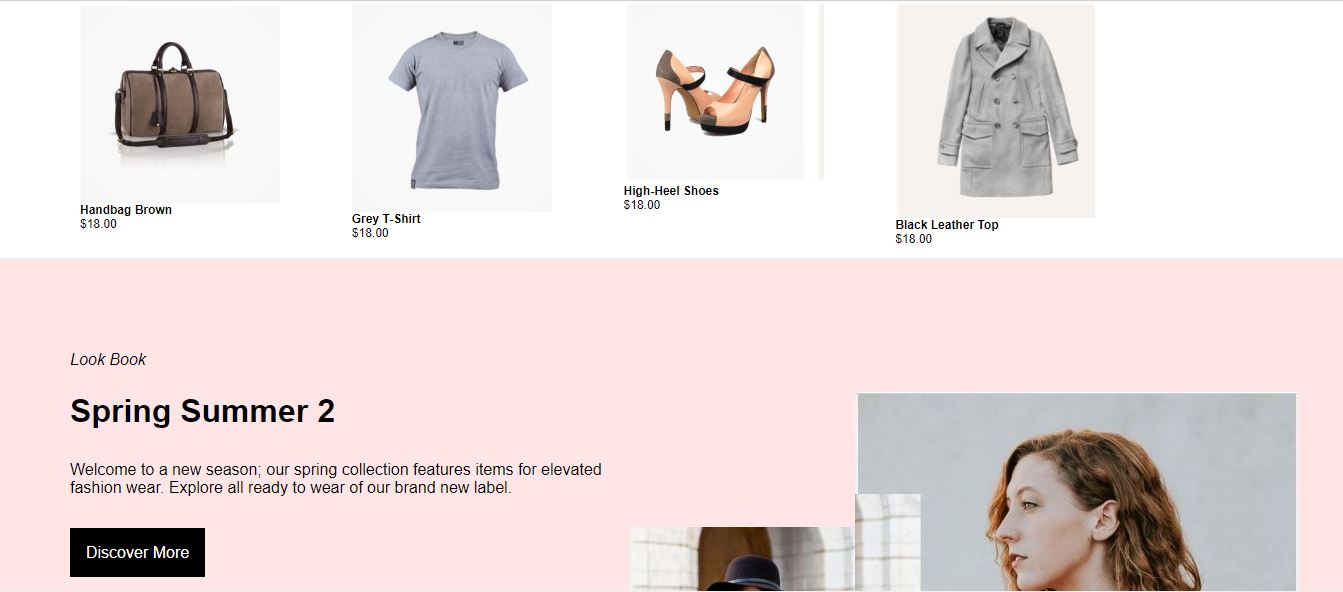 Handbag Brown
$18.00
Grey T-Shirt
$18.00
High-Heel Shoes
$18.00
Black Leather Top
$18.00
Look Book
Spring Summer 2
Welcome to a new season; our spring collection features items for elevated
fashion wear. Explore all ready to wear of our brand new label.
Discover More